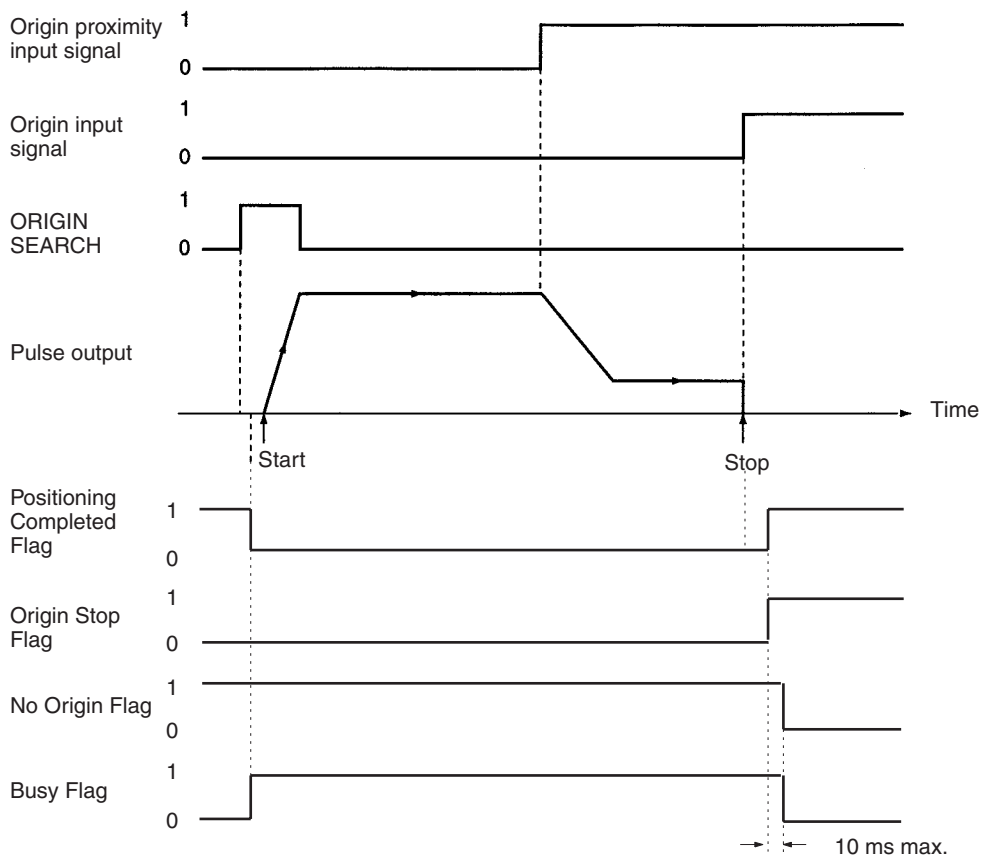 1
Origin proximity
input signal
0
1
Origin input
signal
0
1
ORIGIN
SEARCH
0
Pulse output
Time
Start
Stop
Positioning
Completed
Flag
1
0
1
Origin Stop
Flag
0
1
No Origin Flag
0
1
Busy Flag
0
10 ms max.